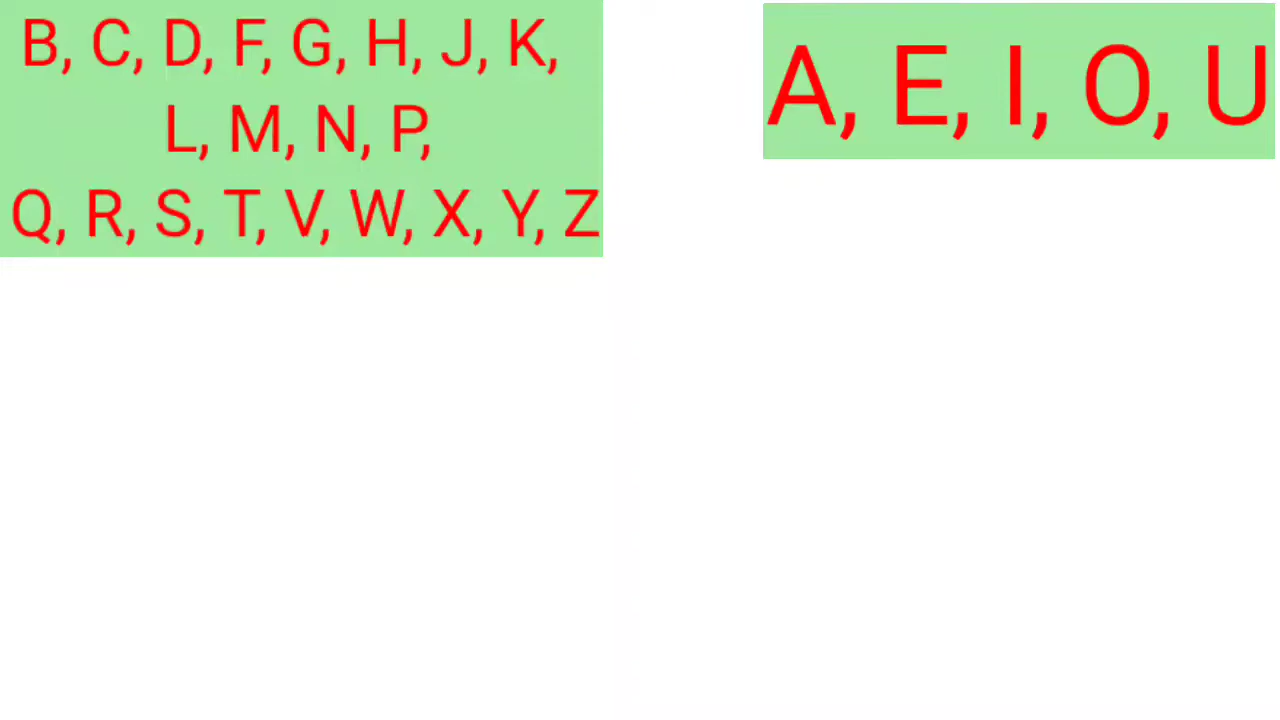 B, C, D, F, G, H, J, K,
L, M, N, P,
Q, R, S, T, V, W, X, Y, Z
A, E, I, O, U